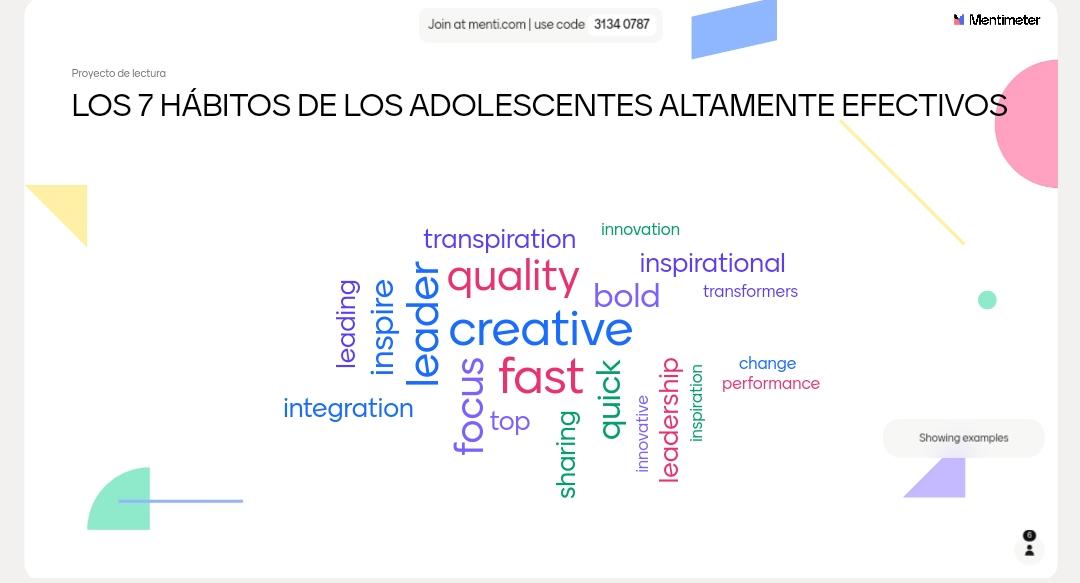 Join at menti.com | use code 3134 0787
Mentimeter
Proyecto de lectura
LOS 7 HÁBITOS DE LOS ADOLESCENTES ALTAMENTE EFECTIVOS
transpiration
innovation
quality
inspirational
bold
transformers
leading
inspire
leader
creative
fast
change
performance
integration
focus
top
sharing
quick
innovative
leadership
inspiration
Showing examples
6